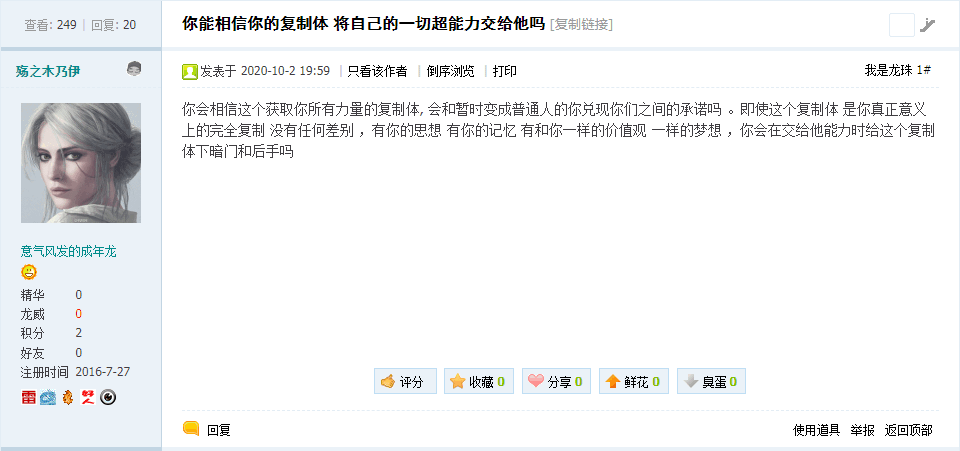 查看: 249 | 回复: 20
你能相信你的复制体 将自己的一切超能力交给他吗 [复制链接]
殇之木乃伊
发表于 2020-10-2 19:59 | 只看该作者 | 倒序浏览 | 打印
我是龙珠 1#
你会相信这个获取你所有力量的复制体, 会和暂时变成普通人的你兑现你们之间的承诺吗 。即使这个复制体 是你真正意义
上的完全复制 没有任何差别 ，有你的思想 有你的记忆 有和你一样的价值观 一样的梦想 ，你会在交给他能力时给这个复制
体下暗门和后手吗
意气风发的成年龙
精华 0
龙威 0
积分 2
好友 0
注册时间 2016-7-27
评分 收藏 0 分享 0 鲜花 0 臭蛋 0
回复
使用道具 举报 返回顶部